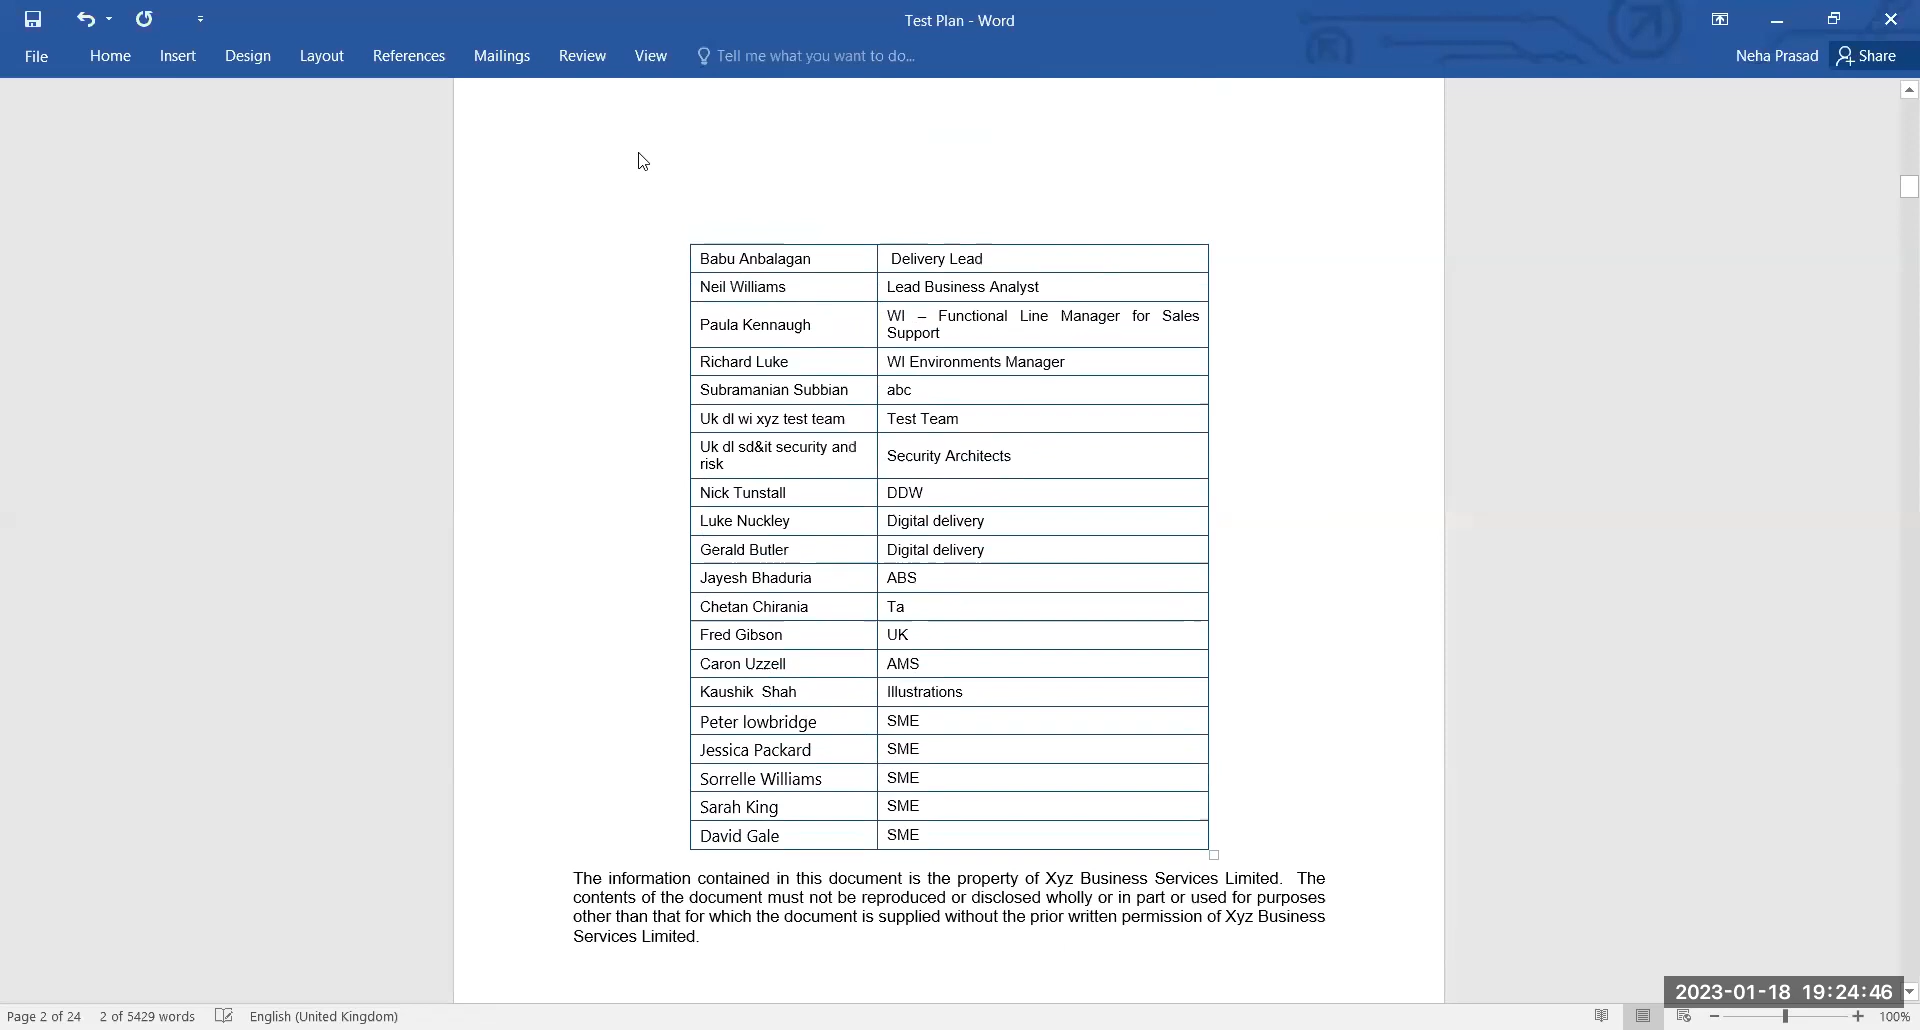 Test Plan - Word
File Home Insert Design Layout References Mailings Review View Tell me what you want to do... Neha Prasad Share
Babu Anbalagan Delivery Lead
Neil Williams Lead Business Analyst
Paula Kennaugh WI – Functional Line Manager for Sales
Support
Richard Luke WI Environments Manager
Subramanian Subbian abc
Uk dl wi xyz test team Test Team
Uk dl sd&it security and
risk Security Architects
Nick Tunstall DDW
Luke Nuckley Digital delivery
Gerald Butler Digital delivery
Jayesh Bhaduria ABS
Chetan Chirania Ta
Fred Gibson UK
Caron Uzzell AMS
Kaushik  Shah Illustrations
Peter lowbridge SME
Jessica Packard SME
Sorrelle Williams SME
Sarah King SME
David Gale SME
The information contained in this document is the property of Xyz Business Services Limited.  The
contents of the document must not be reproduced or disclosed wholly or in part or used for purposes
other than that for which the document is supplied without the prior written permission of Xyz Business
Services Limited.
2023-01-18 19:24:46
Page 2 of 24 2 of 5429 words English (United Kingdom) 100%